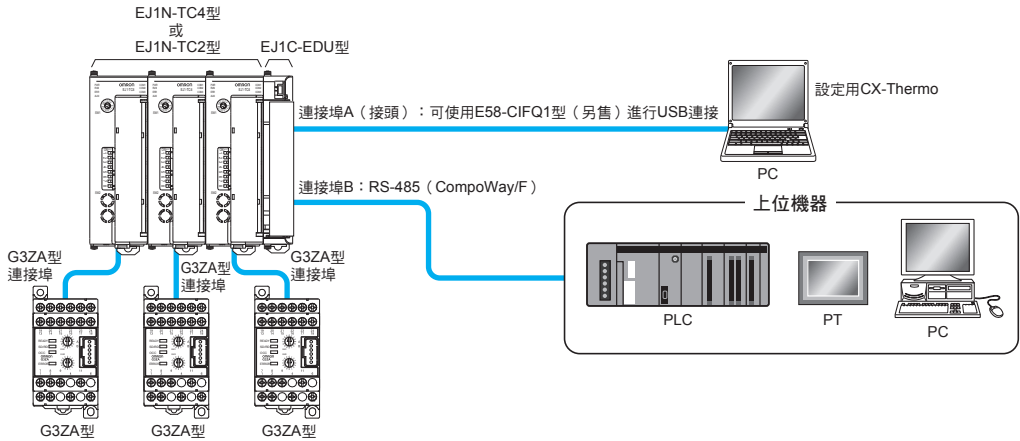 EJ1N-TC4型
或
EJ1N-TC2型
EJ1C-EDU型
連接埠A（接頭）：可使用E58-CIFQ1型（另售）進行USB連接
設定用CX-Thermo
PC
連接埠B：RS-485（CompoWay/F）
上位機器
PLC
PT
PC
G3ZA型
連接埠
G3ZA型
連接埠
G3ZA型
連接埠
G3ZA型
G3ZA型
G3ZA型